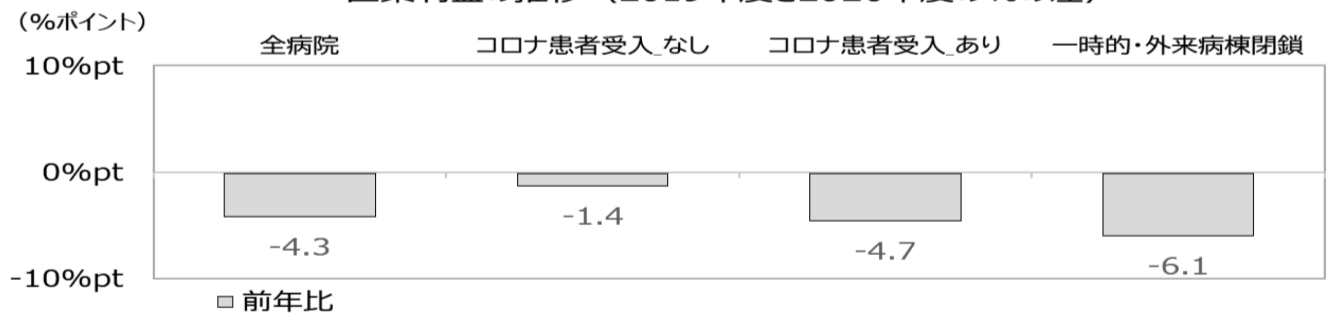 (%ポイント)
全病院 コロナ患者受入_なし コロナ患者受入_あり 一時的・外来病棟閉鎖
10%pt
0%pt
-4.3 -1.4 -4.7 -6.1
-10%pt
前年比